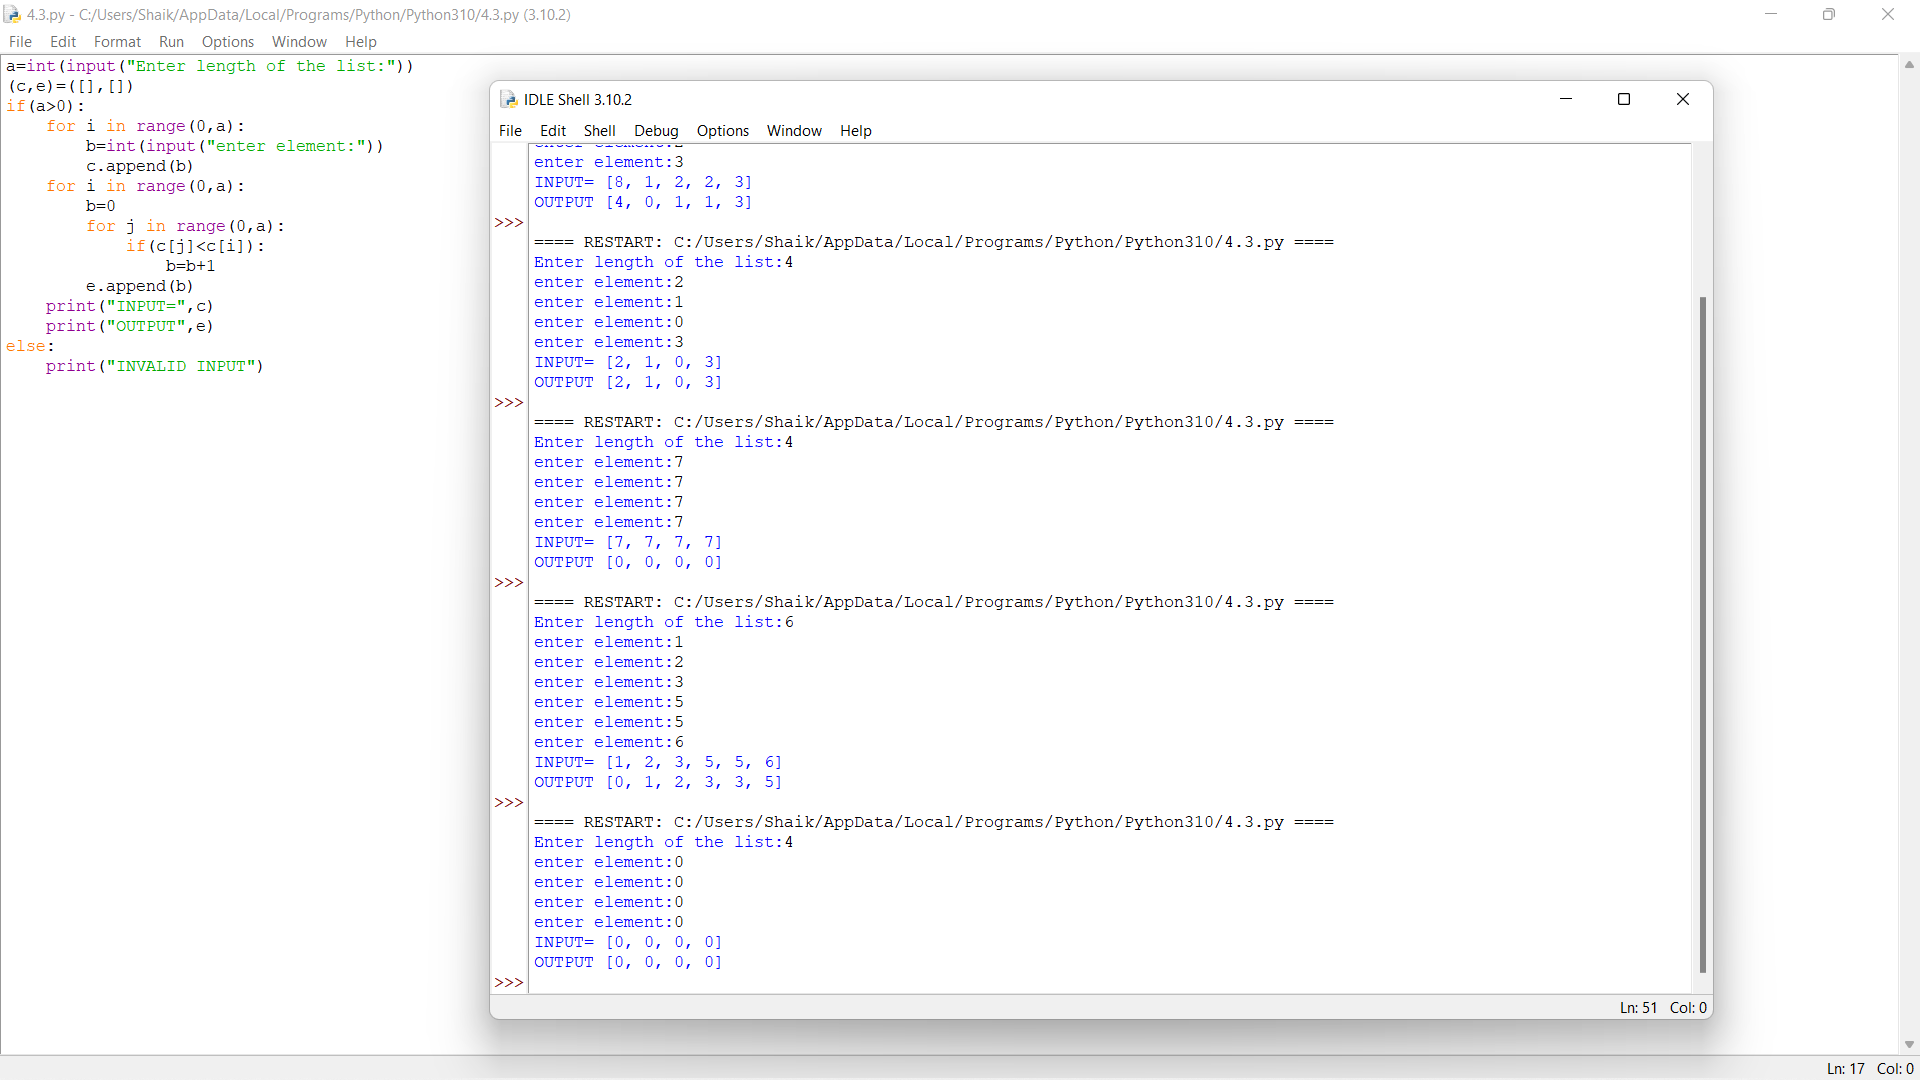 4.3.py - C:/Users/Shaik/AppData/Local/Programs/Python/Python310/4.3.py (3.10.2)
File Edit Format Run Options Window Help
a=int(input("Enter length of the list:"))
(c,e)=([],[])
if(a>0):
    for i in range(0,a):
        b=int(input("enter element:"))
        c.append(b)
    for i in range(0,a):
        b=0
        for j in range(0,a):
            if(c[j]<c[i]):
                b=b+1
        e.append(b)
    print("INPUT=",c)
    print("OUTPUT",e)
else:
    print("INVALID INPUT")
IDLE Shell 3.10.2
File Edit Shell Debug Options Window Help
enter element:3
INPUT= [8, 1, 2, 2, 3]
OUTPUT [4, 0, 1, 1, 3]
>>>
==== RESTART: C:/Users/Shaik/AppData/Local/Programs/Python/Python310/4.3.py ====
Enter length of the list:4
enter element:2
enter element:1
enter element:0
enter element:3
INPUT= [2, 1, 0, 3]
OUTPUT [2, 1, 0, 3]
>>>
==== RESTART: C:/Users/Shaik/AppData/Local/Programs/Python/Python310/4.3.py ====
Enter length of the list:4
enter element:7
enter element:7
enter element:7
enter element:7
INPUT= [7, 7, 7, 7]
OUTPUT [0, 0, 0, 0]
>>>
==== RESTART: C:/Users/Shaik/AppData/Local/Programs/Python/Python310/4.3.py ====
Enter length of the list:6
enter element:1
enter element:2
enter element:3
enter element:5
enter element:5
enter element:6
INPUT= [1, 2, 3, 5, 5, 6]
OUTPUT [0, 1, 2, 3, 3, 5]
>>>
==== RESTART: C:/Users/Shaik/AppData/Local/Programs/Python/Python310/4.3.py ====
Enter length of the list:4
enter element:0
enter element:0
enter element:0
enter element:0
INPUT= [0, 0, 0, 0]
OUTPUT [0, 0, 0, 0]
>>>
Ln: 51 Col: 0
Ln: 17 Col: 0